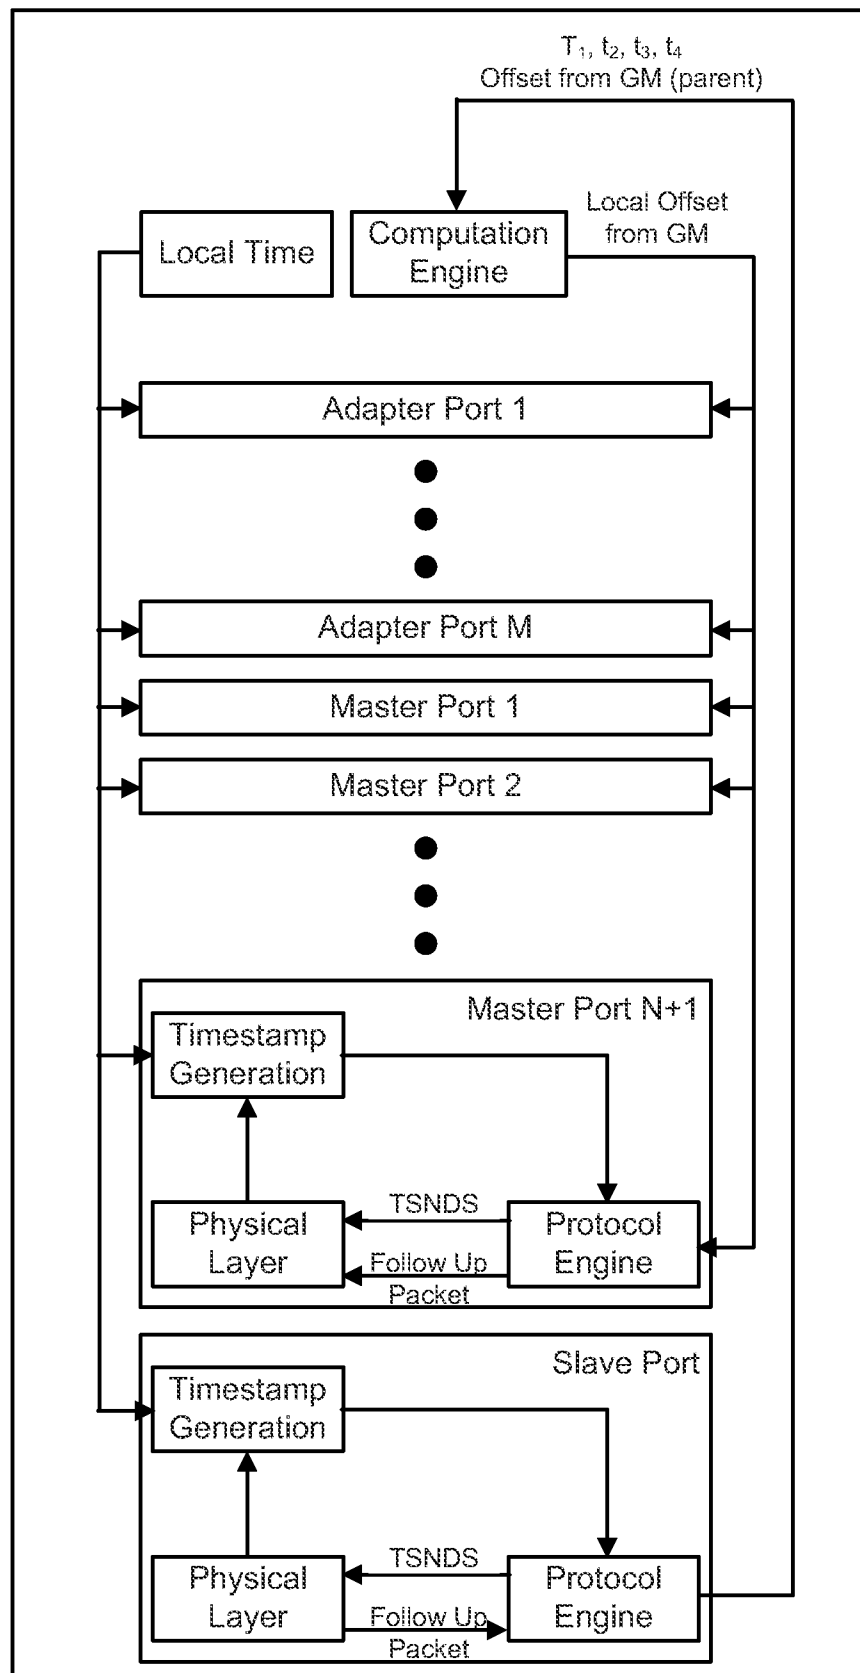 T₁, t₂, t₃, t₄
Offset from GM (parent)
Local Offset
from GM
Local Time
Computation
Engine
Adapter Port 1
Adapter Port M
Master Port 1
Master Port 2
Master Port N+1
Timestamp
Generation
TSNDS
Physical
Layer
Protocol
Engine
Follow Up
Packet
Slave Port
Timestamp
Generation
TSNDS
Physical
Layer
Protocol
Engine
Follow Up
Packet